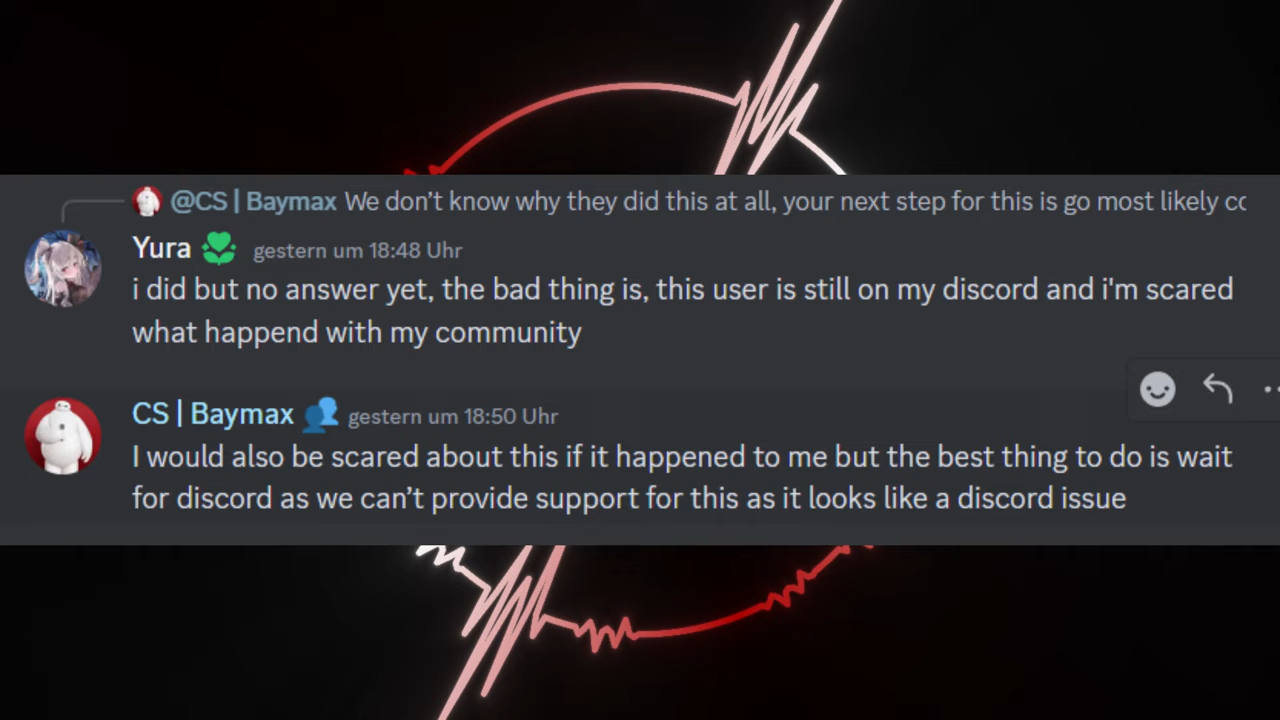 @CS | Baymax We don't know why they did this at all, your next step for this is go most likely
Yura gestern um 18:48 Uhr
i did but no answer yet, the bad thing is, this user is still on my discord and i'm scared
what happend with my community
CS | Baymax gestern um 18:50 Uhr
I would also be scared about this if it happened to me but the best thing to do is wait
for discord as we can’t provide support for this as it looks like a discord issue